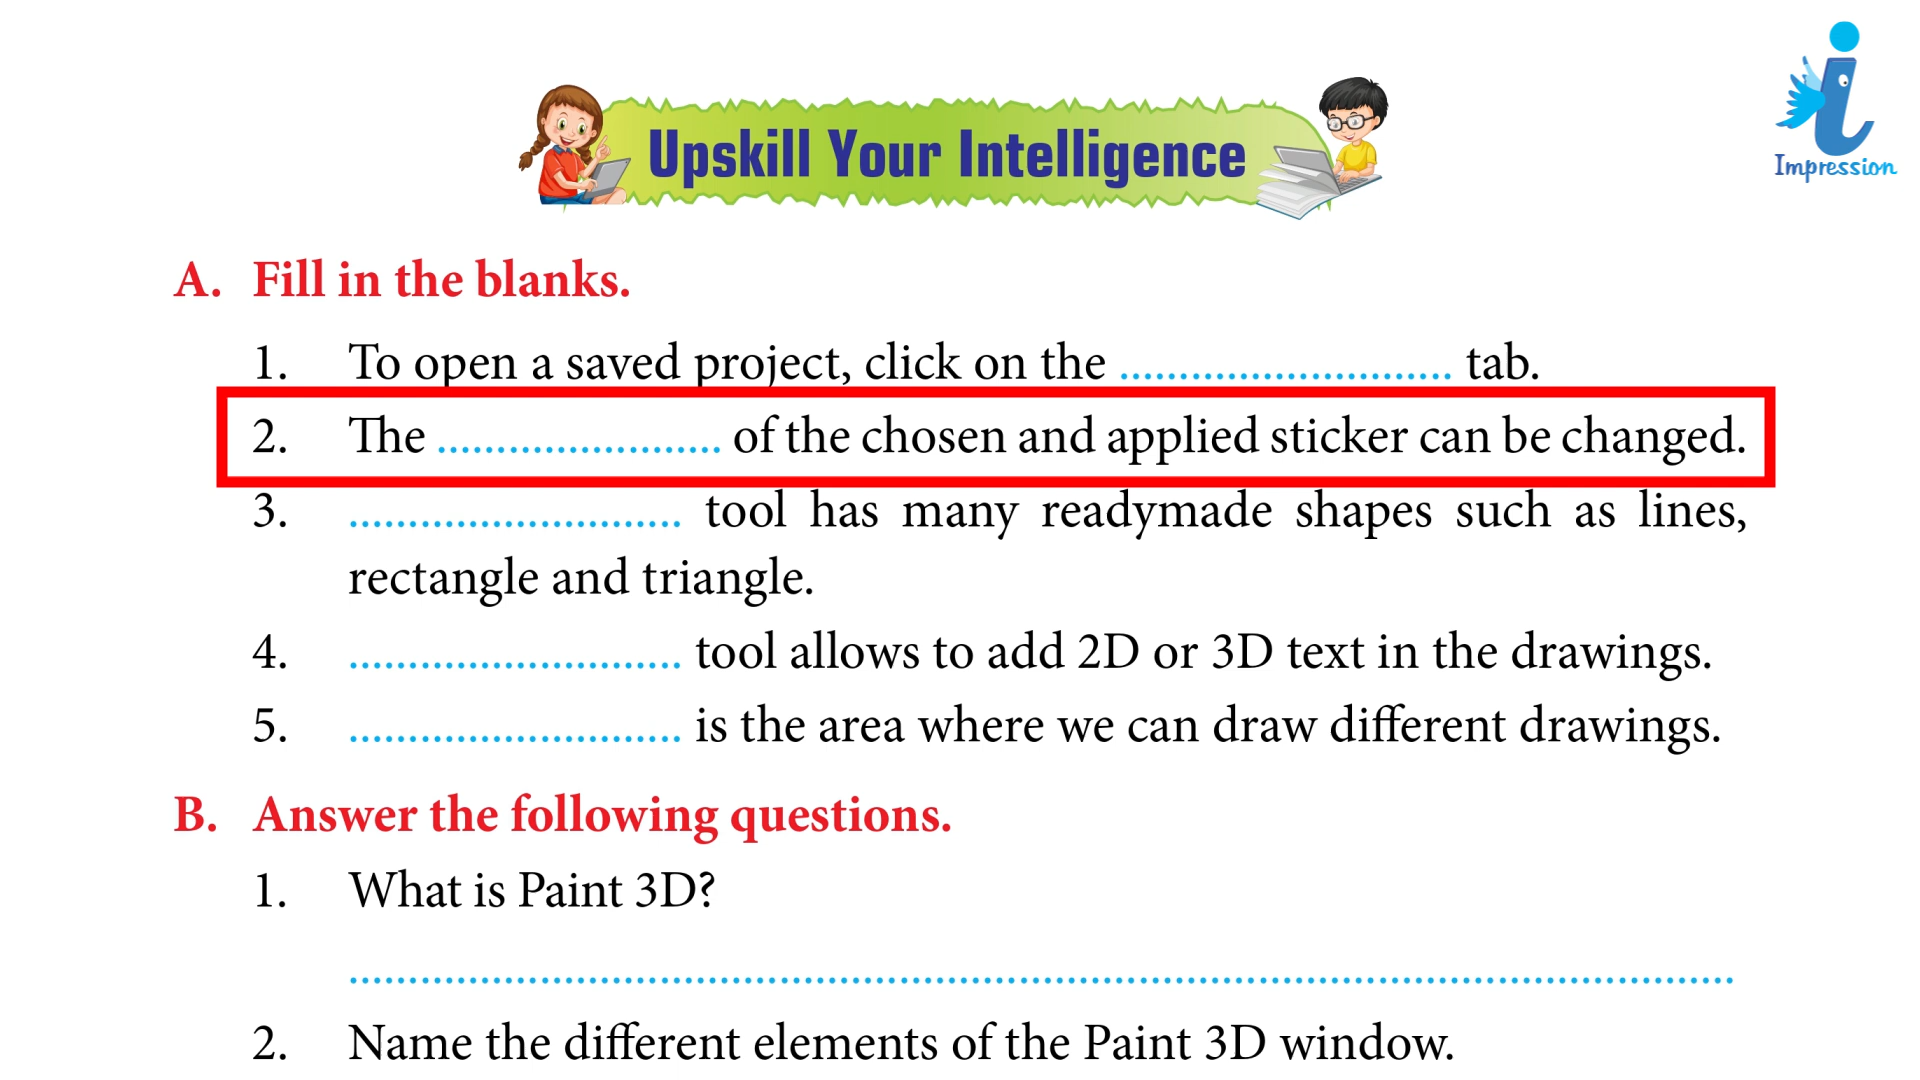 Upskill Your Intelligence
Impression
A. Fill in the blanks.
1. To open a saved project, click on the ............................ tab.
2. The ........................ of the chosen and applied sticker can be changed.
3. ............................ tool has many readymade shapes such as lines,
rectangle and triangle.
4. ............................ tool allows to add 2D or 3D text in the drawings.
5. ............................ is the area where we can draw different drawings.
B. Answer the following questions.
1. What is Paint 3D?
....................................................................................................................
2. Name the different elements of the Paint 3D window.